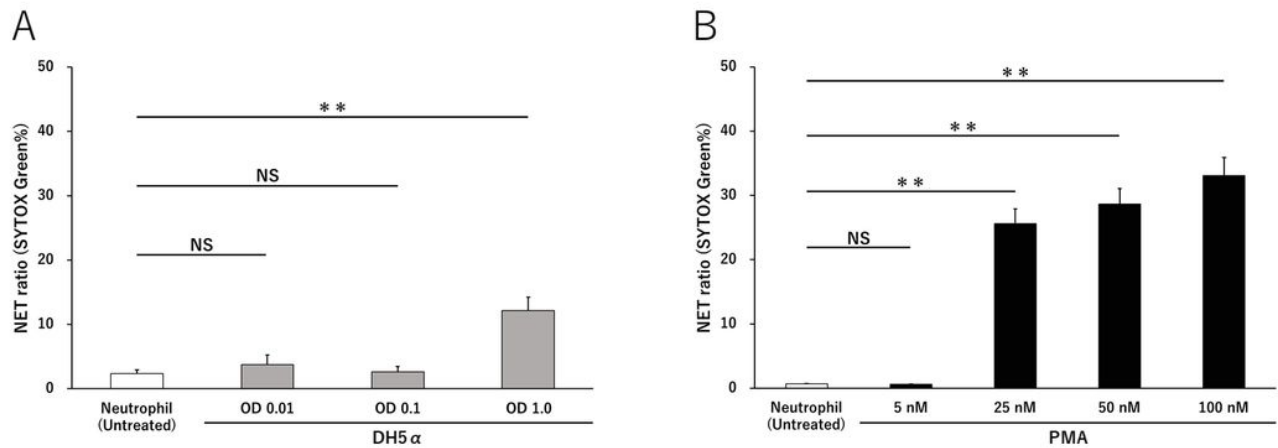 A
NET ratio (SYTOX Green%)
50
40
30
20
10
0
**
NS
NS
Neutrophil
(Untreated)
OD 0.01
OD 0.1
OD 1.0
DH5α
B
NET ratio (SYTOX Green%)
50
40
30
20
10
0
**
**
**
NS
Neutrophil
(Untreated)
5 nM
25 nM
50 nM
100 nM
PMA